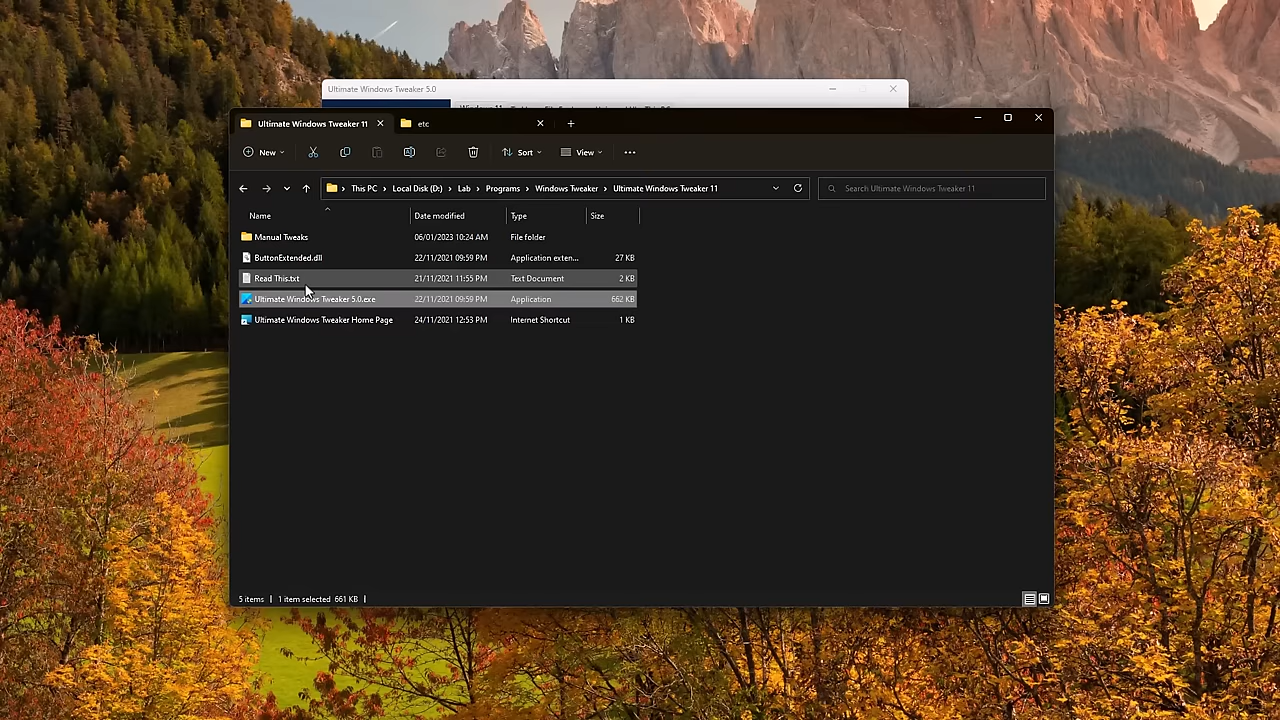 Ultimate Windows Tweaker 5.0
Ultimate Windows Tweaker 11
etc
New
Sort
View
This PC
Local Disk (D:)
Lab
Programs
Windows Tweaker
Ultimate Windows Tweaker 11
Search Ultimate Windows Tweaker 11
Name Date modified Type Size
Manual Tweaks 06/01/2023 10:24 AM File folder
ButtonExtended.dll 22/11/2021 09:59 PM Application exten... 27 KB
Read This.txt 21/11/2021 11:55 PM Text Document 2 KB
Ultimate Windows Tweaker 5.0.exe 22/11/2021 09:59 PM Application 662 KB
Ultimate Windows Tweaker Home Page 24/11/2021 12:53 PM Internet Shortcut 1 KB
5 items | 1 item selected 661 KB |